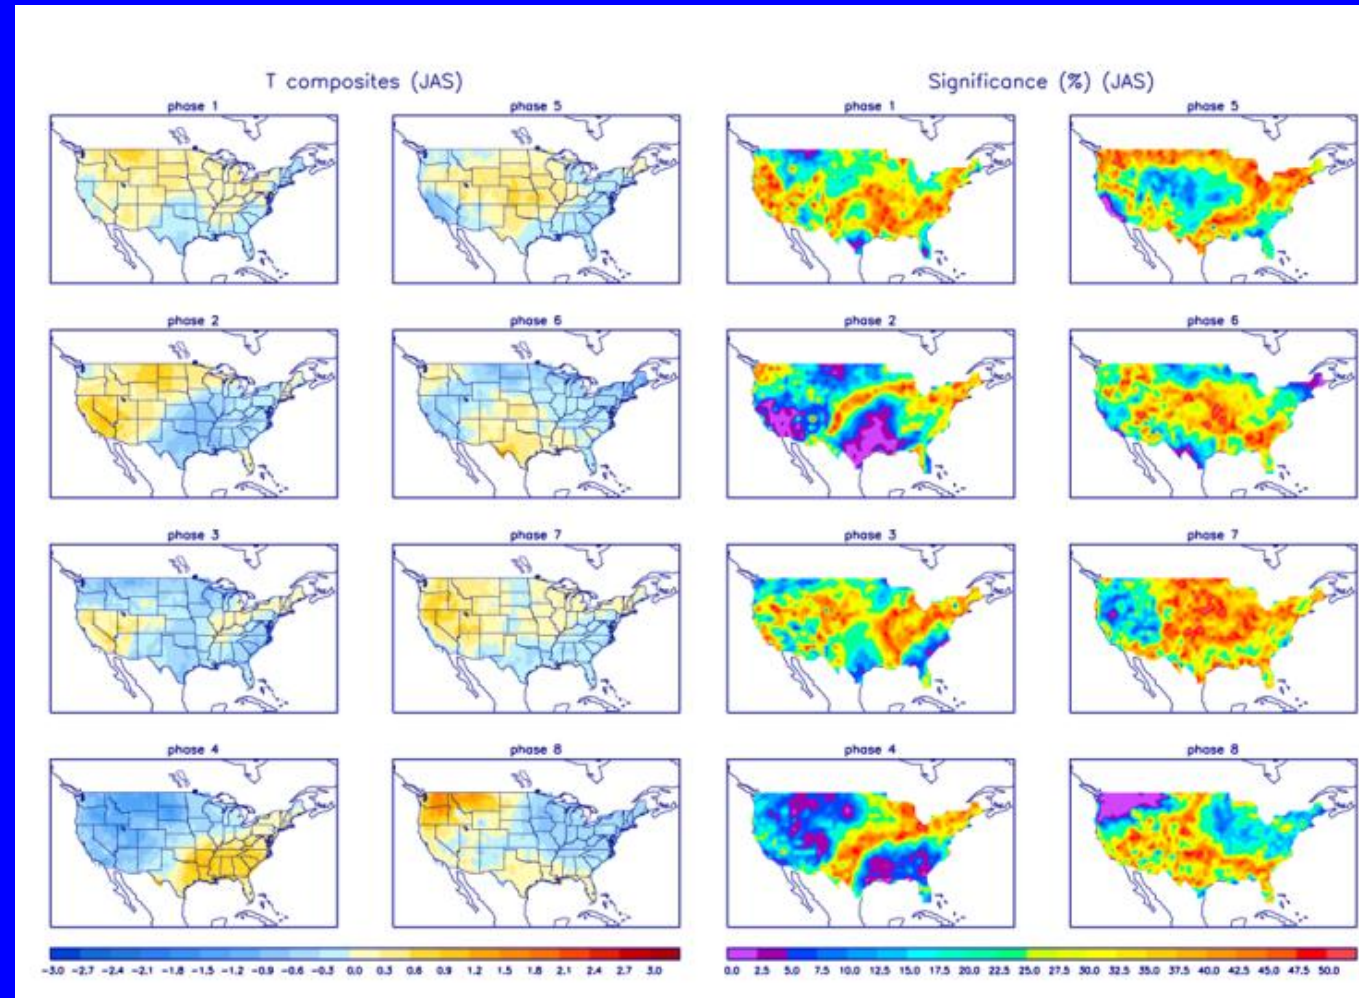 T composites (JAS) Significance (%) (JAS)
phase 1 phase 5 phase 1 phase 5
phase 2 phase 6 phase 2 phase 6
phase 3 phase 7 phase 3 phase 7
phase 4 phase 8 phase 4 phase 8
-3.0 -2.7 -2.4 -2.1 -1.8 -1.5 -1.2 -0.9 -0.6 -0.3 0.0 0.3 0.6 0.9 1.2 1.5 1.8 2.1 2.4 2.7 3.0 0.0 2.5 5.0 7.5 10.0 12.5 15.0 17.5 20.0 22.5 25.0 27.5 30.0 32.5 35.0 37.5 40.0 42.5 45.0 47.5 50.0